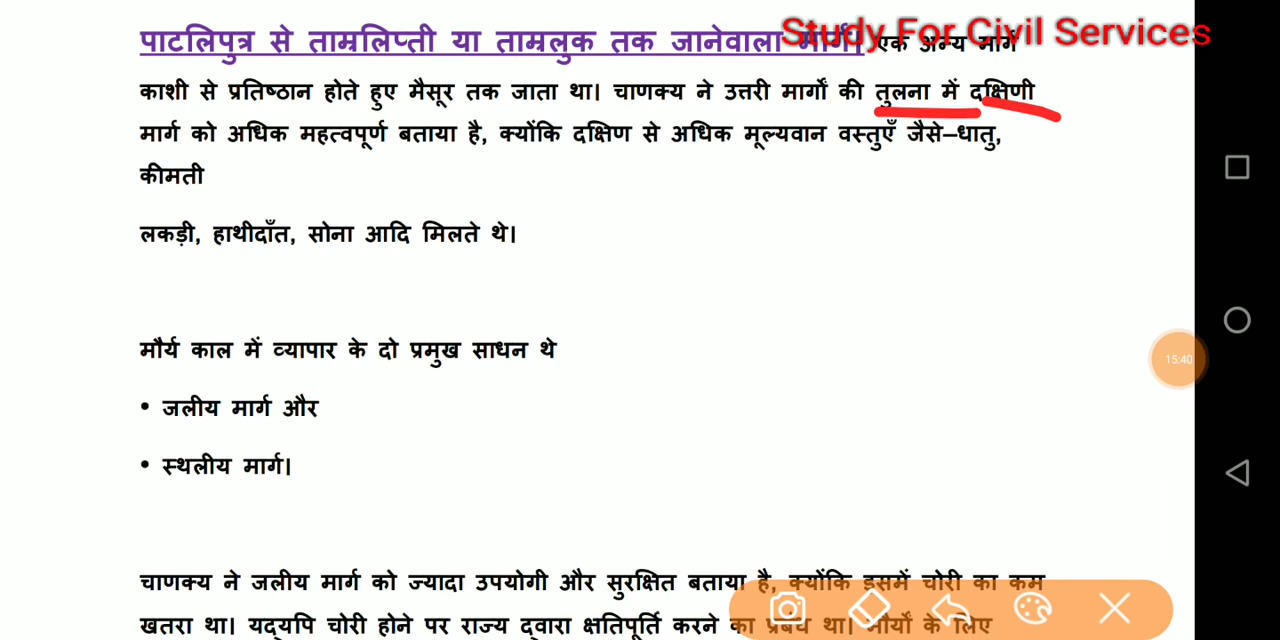 पाटलिपुत्र से ताम्रलिप्ती या ताम्रलुक तक जानेवाला मार्ग। एक अन्य मार्ग
Study For Civil Services
काशी से प्रतिष्ठान होते हुए मैसूर तक जाता था। चाणक्य ने उत्तरी मार्गों की तुलना में दक्षिणी
मार्ग को अधिक महत्वपूर्ण बताया है, क्योंकि दक्षिण से अधिक मूल्यवान वस्तुएँ जैसे–धातु,
कीमती
लकड़ी, हाथीदाँत, सोना आदि मिलते थे।
15:40
मौर्य काल में व्यापार के दो प्रमुख साधन थे
• जलीय मार्ग और
• स्थलीय मार्ग।
चाणक्य ने जलीय मार्ग को ज्यादा उपयोगी और सुरक्षित बताया है, क्योंकि इसमें चोरी का कम
खतरा था। यद्यपि चोरी होने पर राज्य द्वारा क्षतिपूर्ति करने का प्रबंध था। मौर्यों के लिए